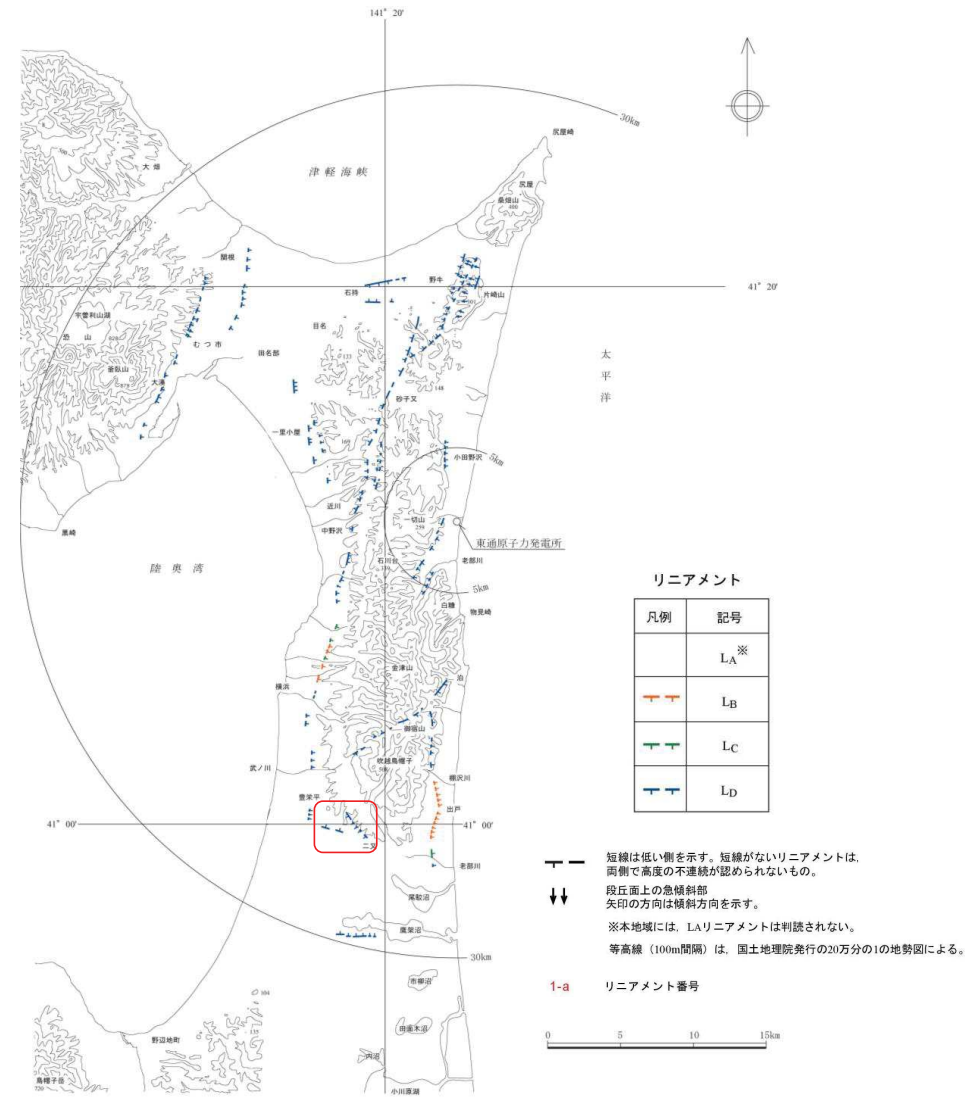 141° 20'
30km
尻屋崎
津軽海峡
大畑
尻屋
桑畑山
400
関根
野牛
石持
片崎山
41° 20'
宇曽利山湖
恐山
釜臥山
むつ市
目名
田名部
133
大湊
148
太平洋
砂子又
一里小屋
169
小田野沢
5km
近川
一切山
259
中野沢
東通原子力発電所
黒崎
陸奥湾
石川台
老部川
5km
白糠
物見崎
リニアメント
凡例
記号
LA※
LB
LC
LD
金津山
泊
横浜
御宿山
吹越烏帽子
武ノ川
棚沢川
豊栄平
出戸
41° 00'
41° 00'
二又
老部川
尾駮沼
鷹架沼
30km
短線は低い側を示す。短線がないリニアメントは,
両側で高度の不連続が認められないもの。
段丘面上の急傾斜部
矢印の方向は傾斜方向を示す。
※本地域には, LAリニアメントは判読されない。
等高線（100m間隔）は, 国土地理院発行の20万分の1の地勢図による。
1-a
リニアメント番号
市柳沼
104
135
田面木沼
野辺地町
内沼
0 5 10 15km
烏帽子岳
720
小川原湖